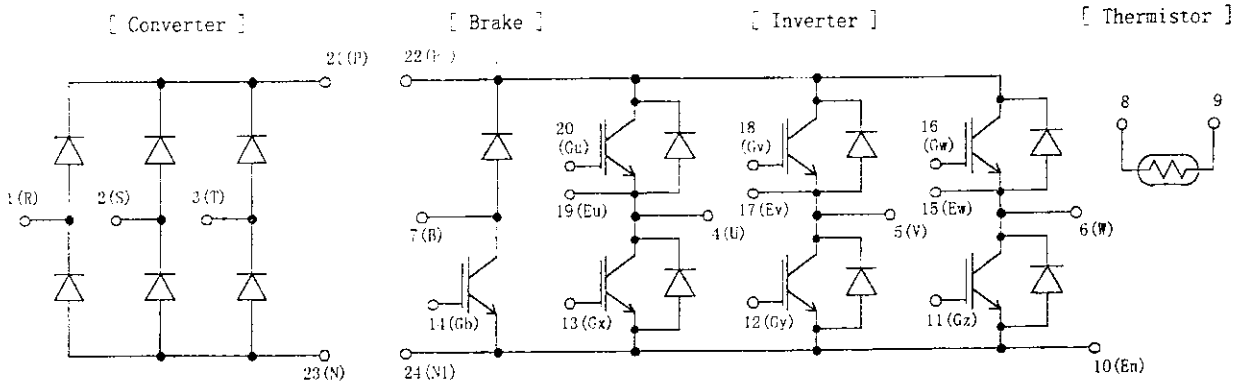 [ Converter ]
[ Brake ]
[ Inverter ]
[ Thermistor ]
21(P)
22(
8
9
20
(Gu)
18
(Gv)
16
(Gw)
1(R)
2(S)
3(T)
19(Eu)
17(Ev)
15(Ew)
7(B)
4(U)
5(V)
6(W)
14(Gb)
13(Gx)
12(Gy)
11(Gz)
23(N)
24(N1)
10(En)